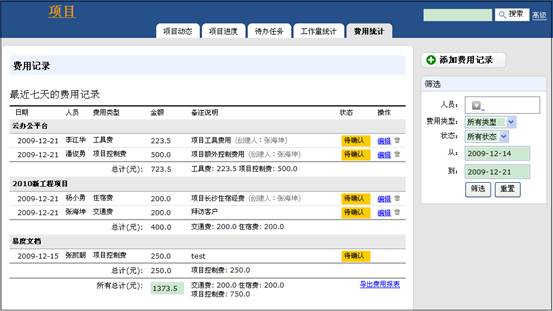 项目
搜索 高级
项目动态 项目进度 待办任务 工作量统计 费用统计
费用记录
最近七天的费用记录
日期 人员 费用类型 金额 备注说明 状态 操作
云办公平台
2009-12-21 李江华 工具费 223.5 项目工具费用 (创建人：张海坤) 待确认 编辑
2009-12-21 潘俊勇 项目控制费 500.0 项目额外控制费用 (创建人：张海坤) 待确认 编辑
总计(元): 723.5 工具费: 223.5 项目控制费: 500.0
2010新工程项目
2009-12-21 杨小勇 住宿费 200.0 项目长沙住宿经费 (创建人：张海坤) 待确认 编辑
2009-12-21 张海坤 交通费 200.0 拜访客户 待确认 编辑
总计(元): 400.0 交通费: 200.0 住宿费: 200.0
易度文档
2009-12-15 张凯朝 项目控制费 250.0 test 待确认
总计(元): 250.0 项目控制费: 250.0
所有总计(元): 1373.5 交通费: 200.0 工具费: 223.5 住宿费: 200.0 导出费用报表
项目控制费: 750.0
添加费用记录
筛选
人员:
费用类型: 所有类型
状态: 所有状态
从: 2009-12-14
到: 2009-12-21
筛选 重置